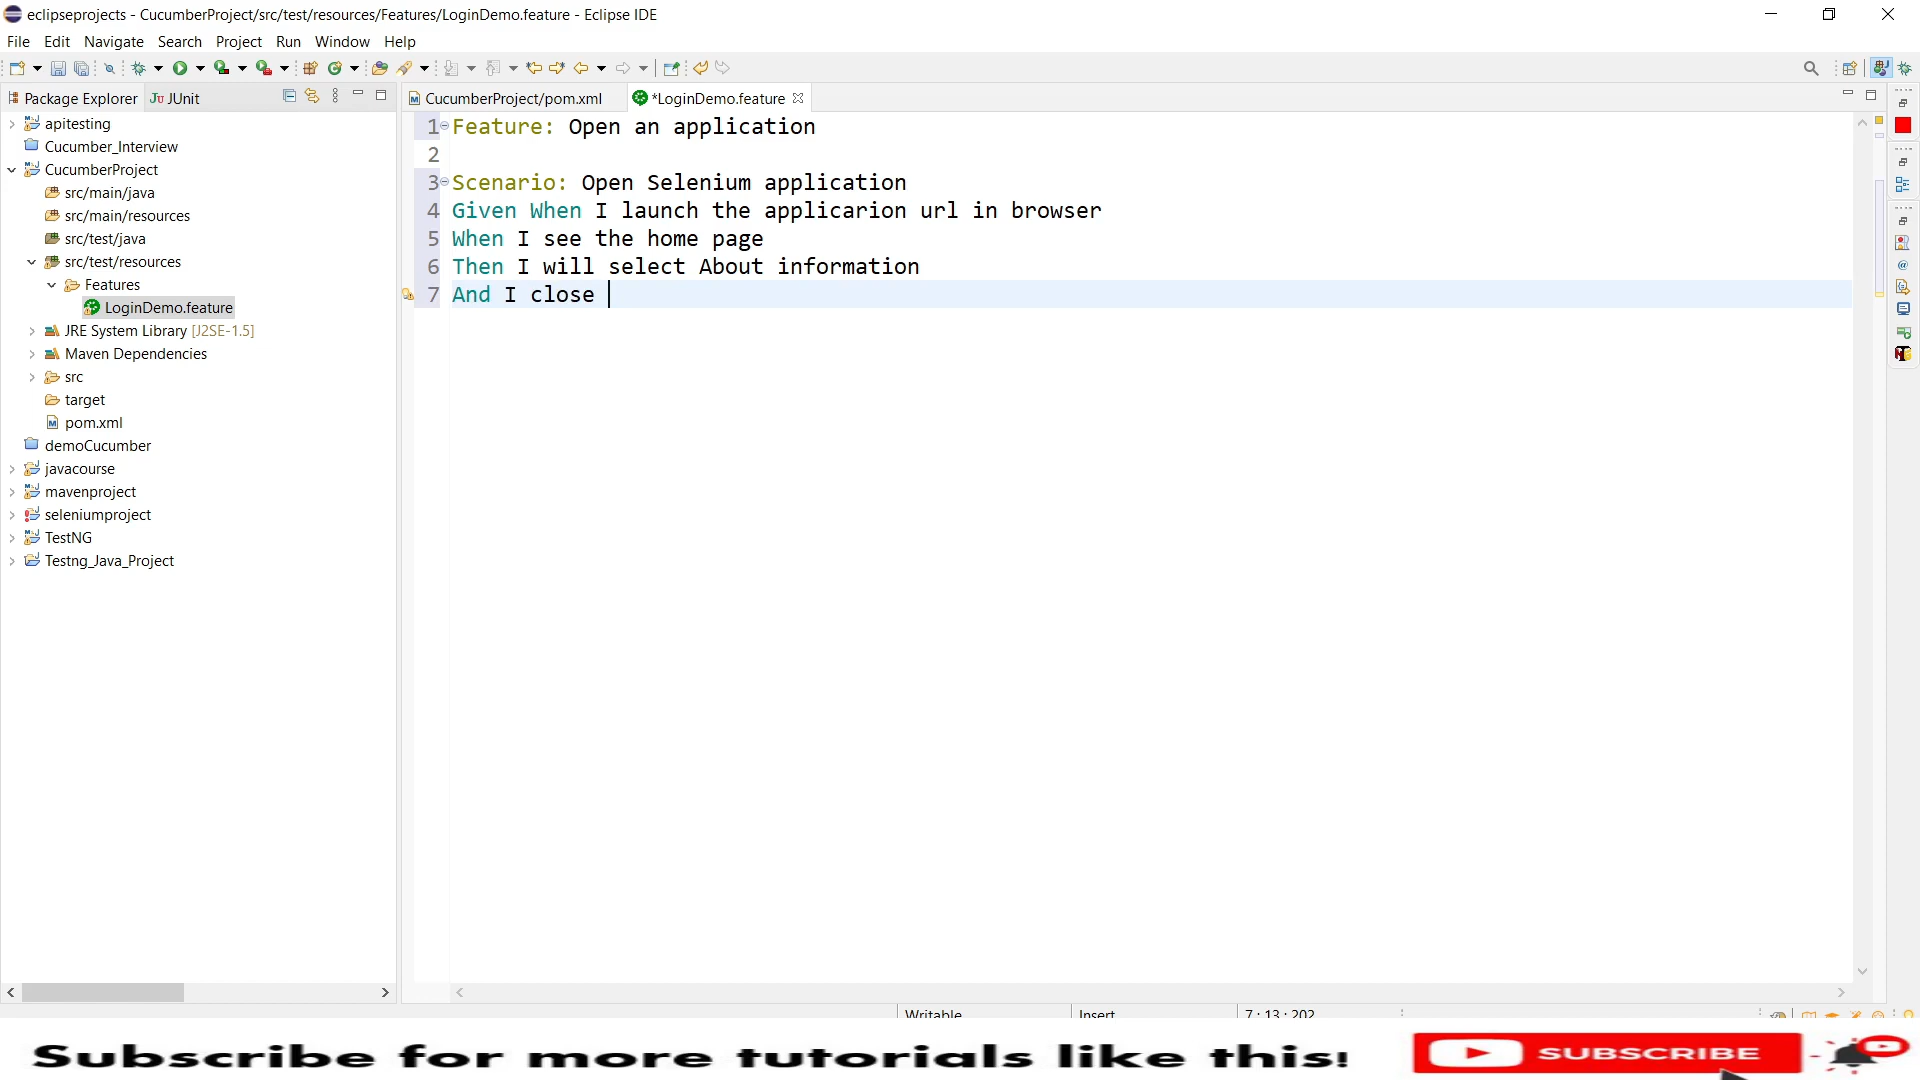 eclipseprojects - CucumberProject/src/test/resources/Features/LoginDemo.feature - Eclipse IDE
File Edit Navigate Search Project Run Window Help
Package Explorer
JUnit
CucumberProject/pom.xml
*LoginDemo.feature
apitesting
Cucumber_Interview
CucumberProject
src/main/java
src/main/resources
src/test/java
src/test/resources
Features
LoginDemo.feature
JRE System Library [J2SE-1.5]
Maven Dependencies
src
target
pom.xml
demoCucumber
javacourse
mavenproject
seleniumproject
TestNG
Testng_Java_Project
1 Feature: Open an application
2
3 Scenario: Open Selenium application
4 Given When I launch the applicarion url in browser
5 When I see the home page
6 Then I will select About information
7 And I close
Writable
Insert
7 : 13 : 202
Subscribe for more tutorials like this!
SUBSCRIBE